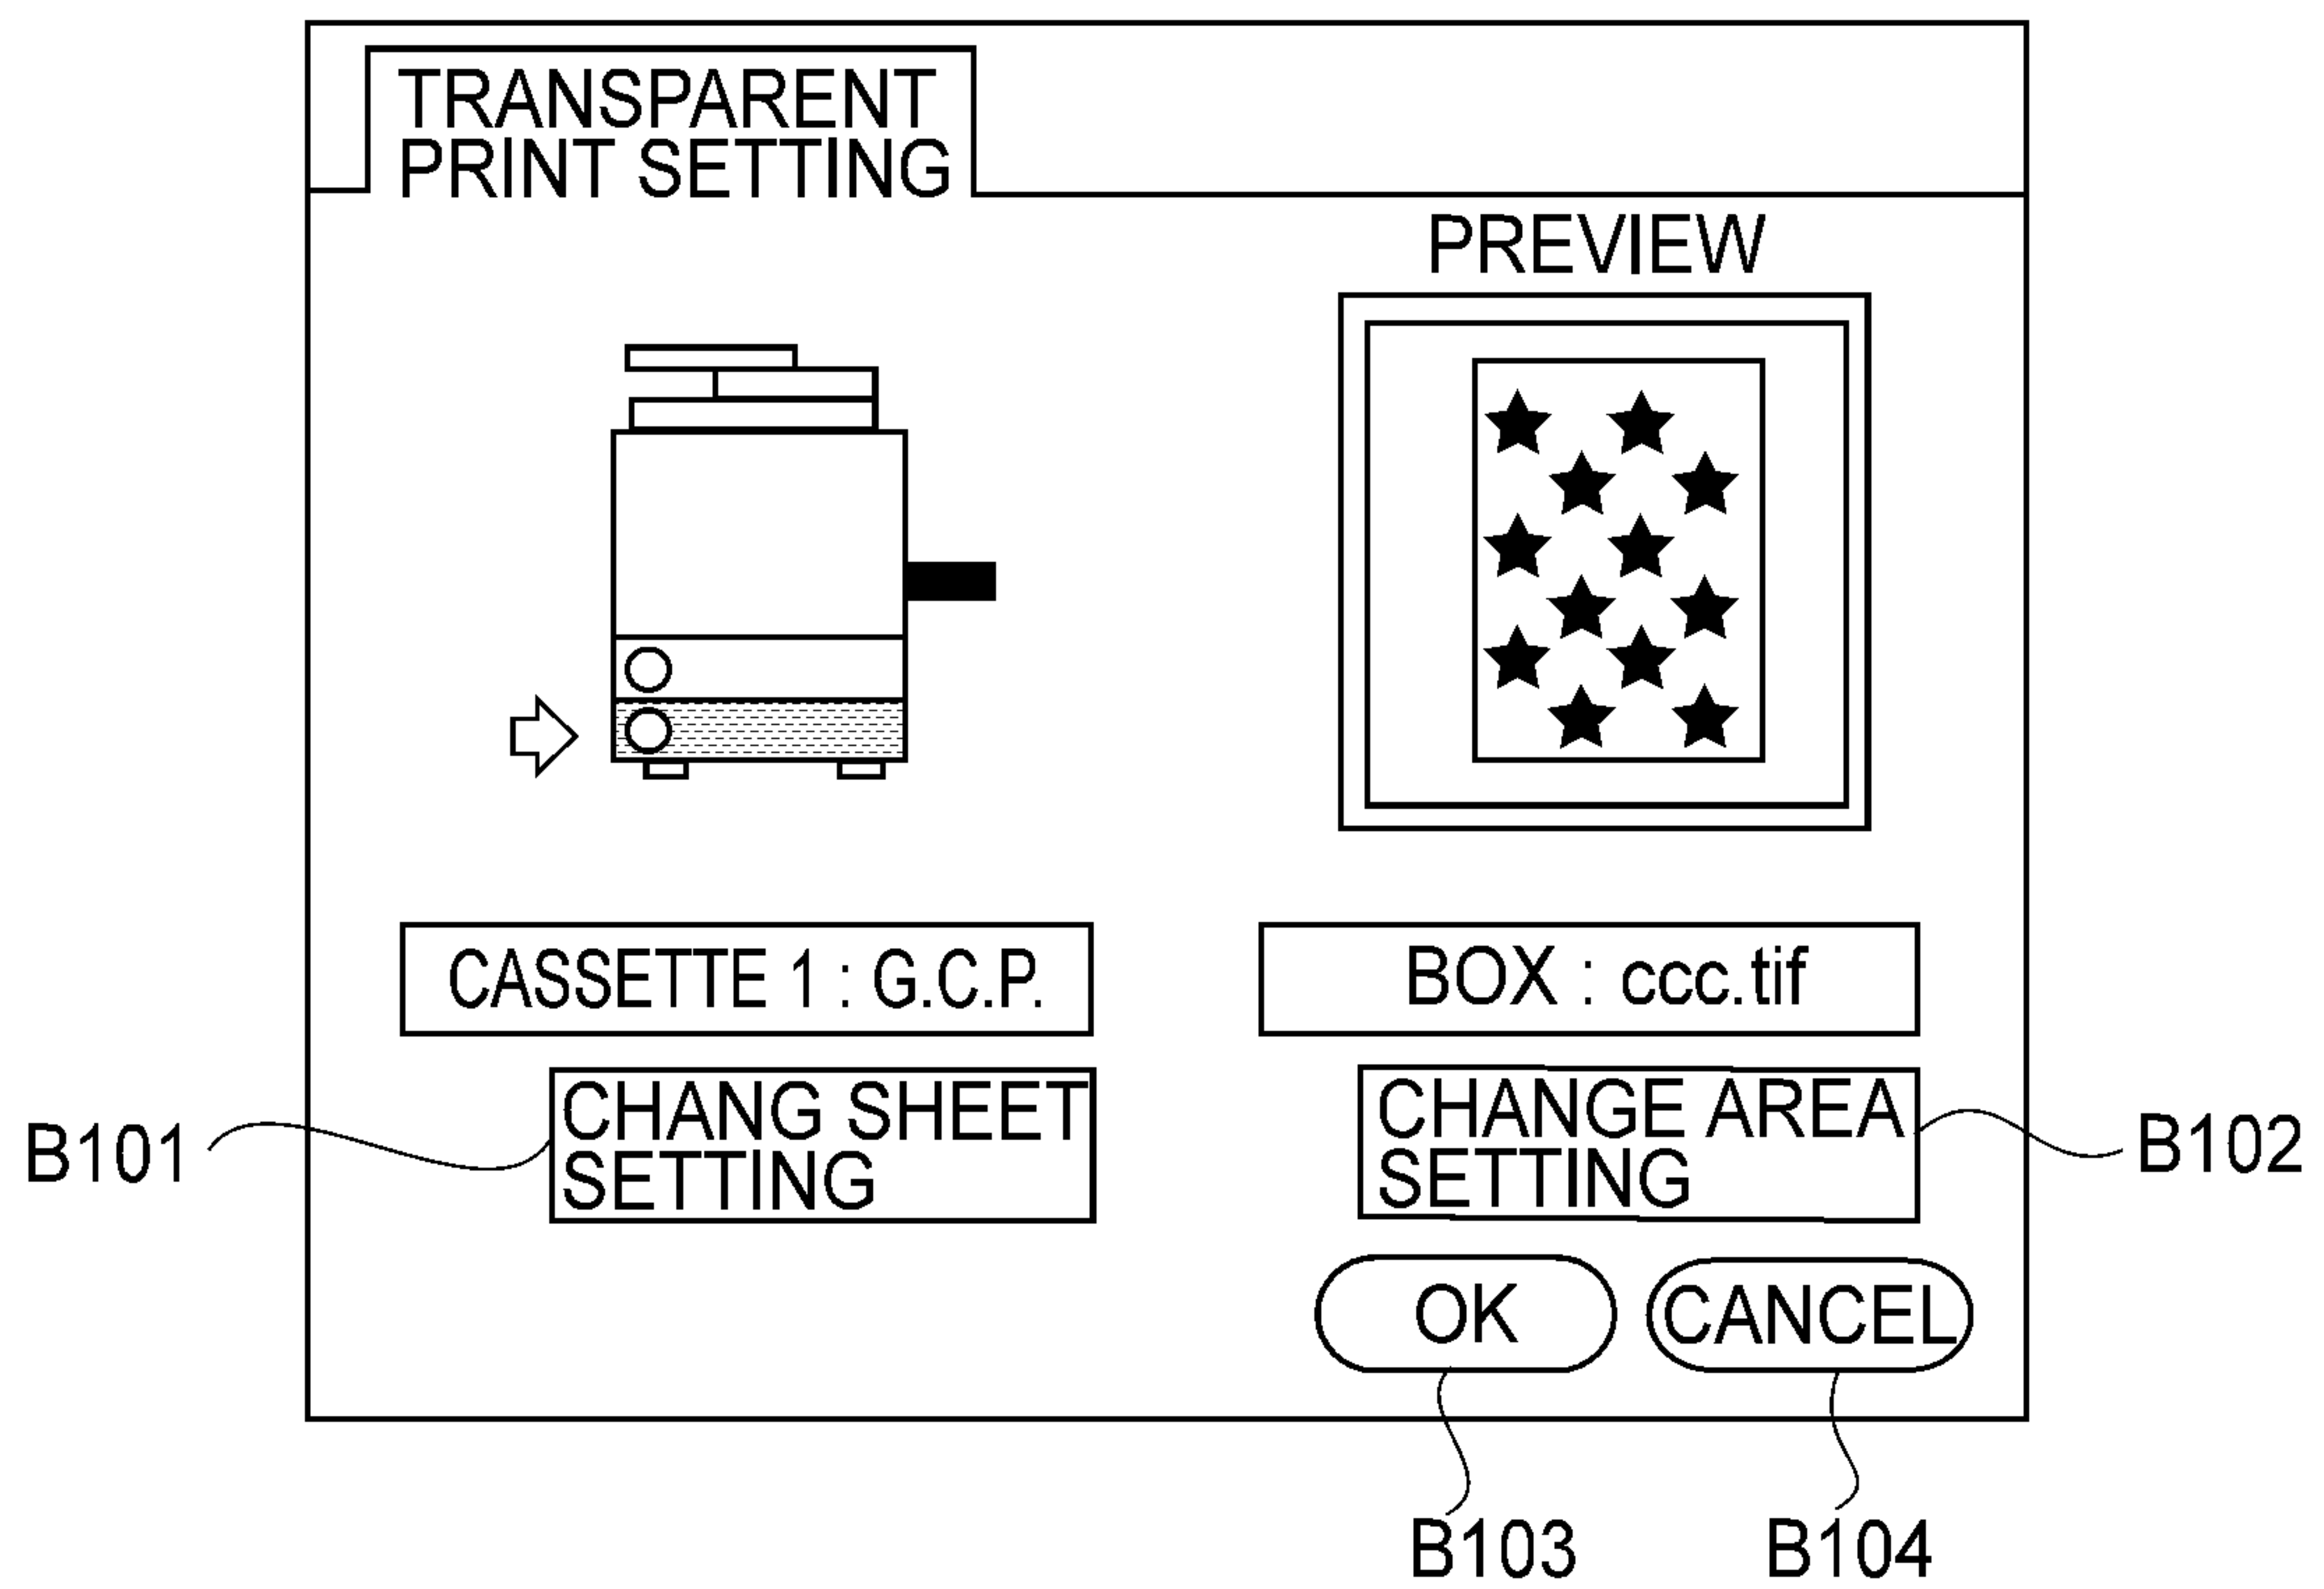 TRANSPARENT
PRINT SETTING
PREVIEW
CASSETTE 1 : G.C.P.
BOX : ccc.tif
CHANG SHEET
SETTING
CHANGE AREA
SETTING
B101
B102
OK
CANCEL
B103
B104